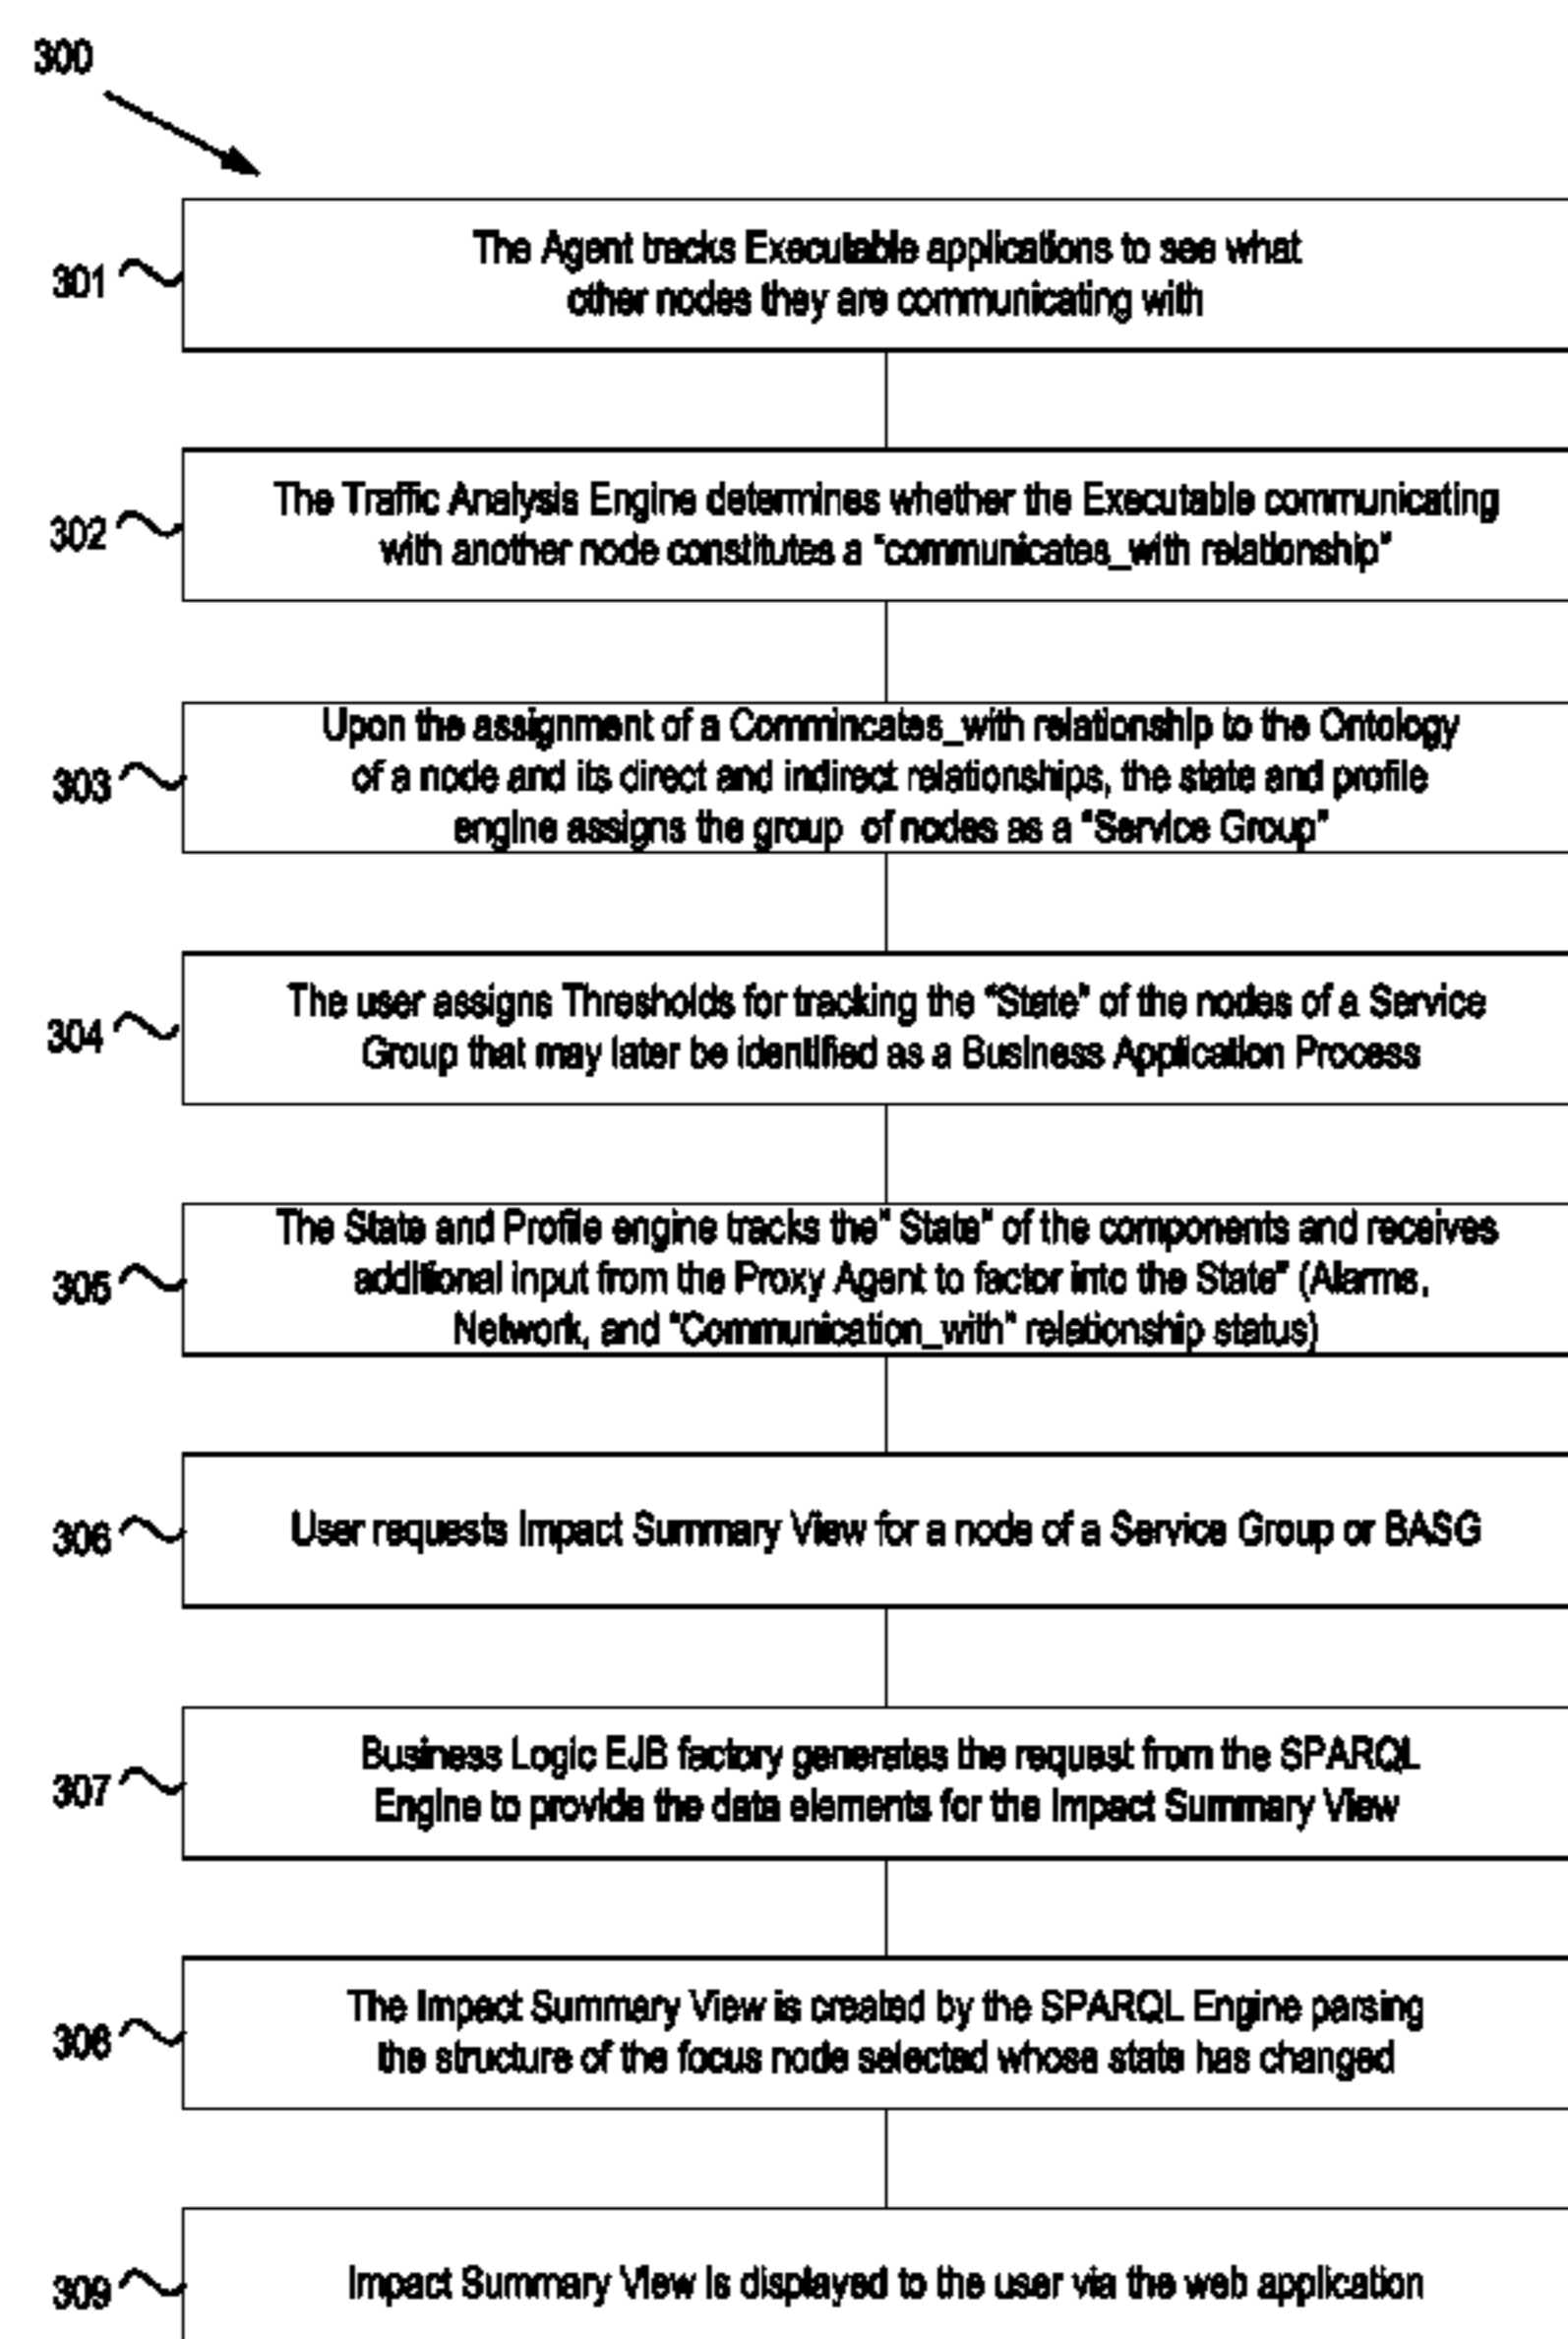 300
301
The Agent tracks Executable applications to see what
other nodes they are communicating with
302
The Traffic Analysis Engine determines whether the Executable communicating
with another node constitutes a "communicates_with relationship"
303
Upon the assignment of a Commincates_with relationship to the Ontology
of a node and its direct and indirect relationships, the state and profile
engine assigns the group of nodes as a "Service Group"
304
The user assigns Thresholds for tracking the "State" of the nodes of a Service
Group that may later be identified as a Business Application Process
305
The State and Profile engine tracks the" State" of the components and receives
additional input from the Proxy Agent to factor into the State" (Alarms,
Network, and "Communication_with" relationship status)
306
User requests Impact Summary View for a node of a Service Group or BASG
307
Business Logic EJB factory generates the request from the SPARQL
Engine to provide the data elements for the Impact Summary View
308
The Impact Summary View is created by the SPARQL Engine parsing
the structure of the focus node selected whose state has changed
309
Impact Summary View is displayed to the user via the web application